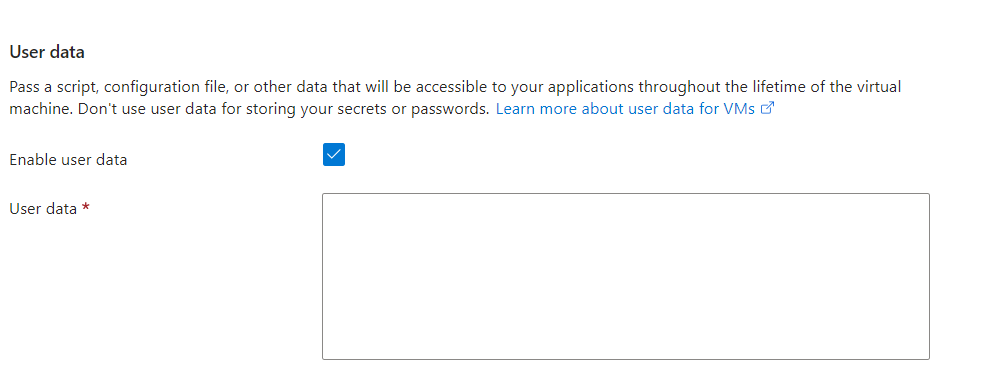 User data
Pass a script, configuration file, or other data that will be accessible to your applications throughout the lifetime of the virtual
machine. Don't use user data for storing your secrets or passwords. Learn more about user data for VMs
Enable user data
User data *